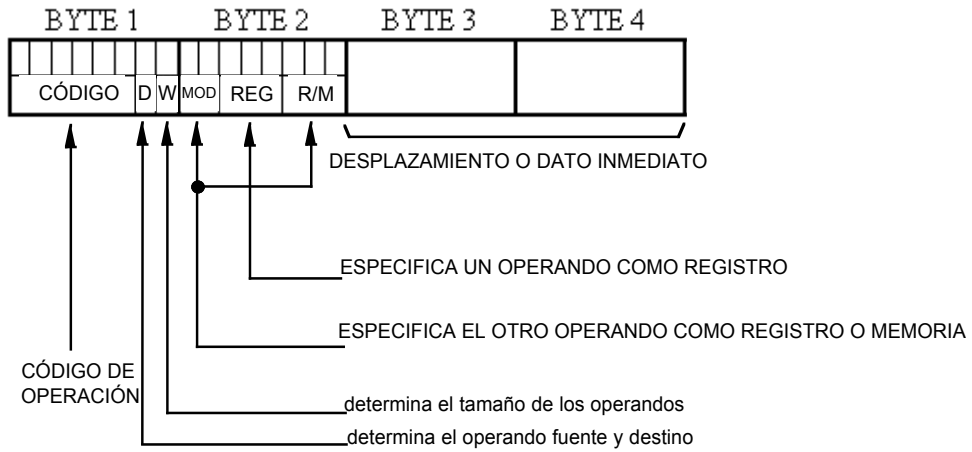 BYTE 1 BYTE 2 BYTE 3 BYTE 4
CÓDIGO D W MOD REG R/M
DESPLAZAMIENTO O DATO INMEDIATO
ESPECIFICA UN OPERANDO COMO REGISTRO
ESPECIFICA EL OTRO OPERANDO COMO REGISTRO O MEMORIA
CÓDIGO DE
OPERACIÓN
determina el tamaño de los operandos
determina el operando fuente y destino